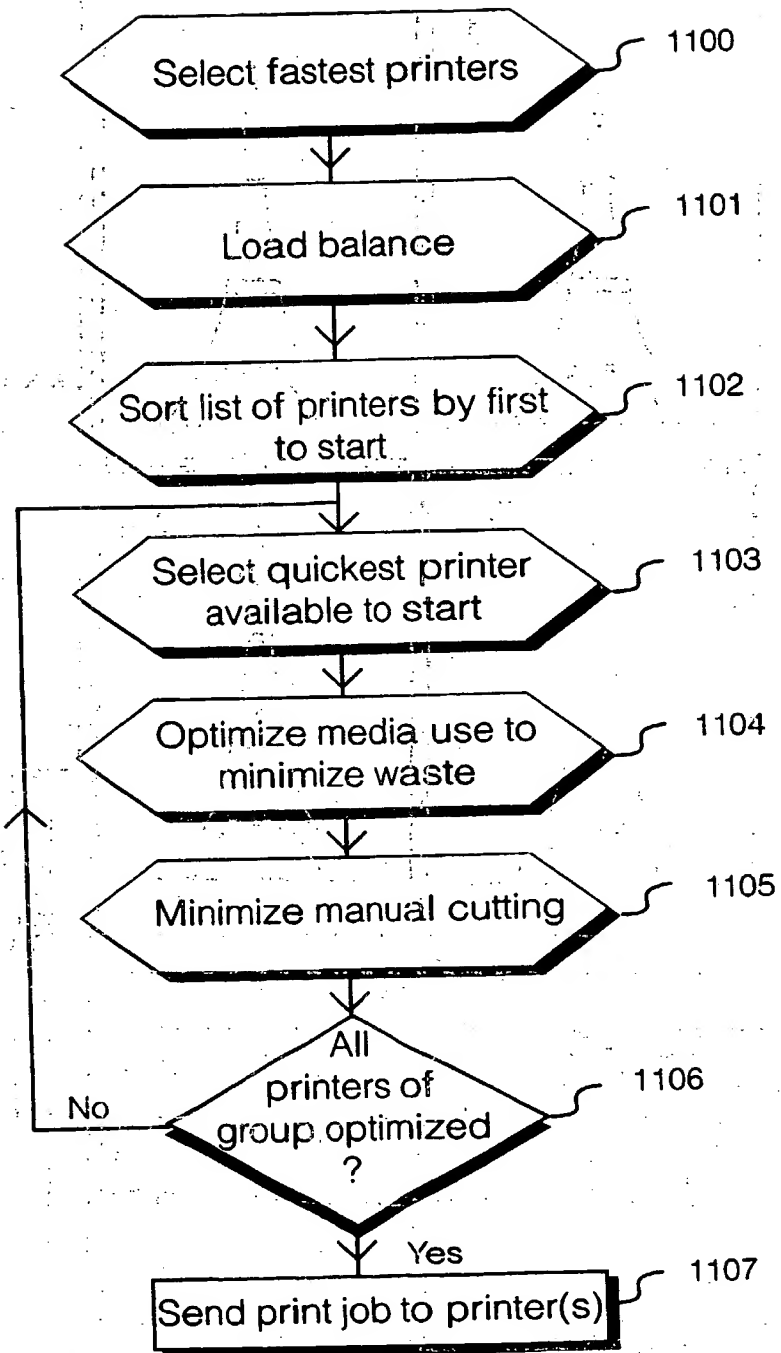 Select fastest printers
1100
Load balance
1101
Sort list of printers by first
to start
1102
Select quickest printer
available to start
1103
Optimize media use to
minimize waste
1104
Minimize manual cutting
1105
All
printers of
group optimized
?
1106
No
Yes
Send print job to printer(s)
1107